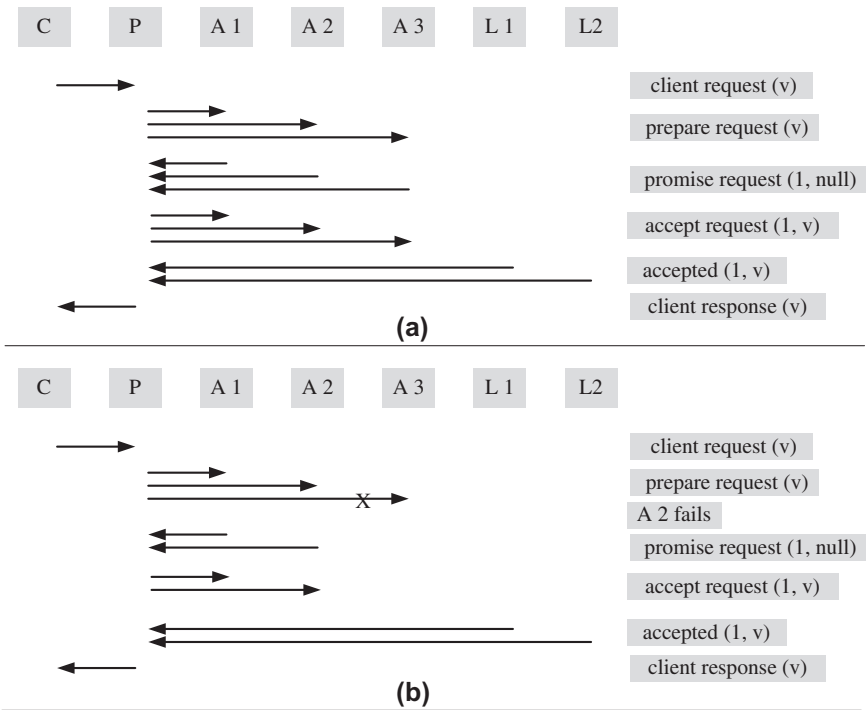 C P A 1 A 2 A 3 L 1 L2
client request (v)
prepare request (v)
promise request (1, null)
accept request (1, v)
accepted (1, v)
client response (v)
(a)
C P A 1 A 2 A 3 L 1 L2
client request (v)
prepare request (v)
X
A 2 fails
promise request (1, null)
accept request (1, v)
accepted (1, v)
client response (v)
(b)